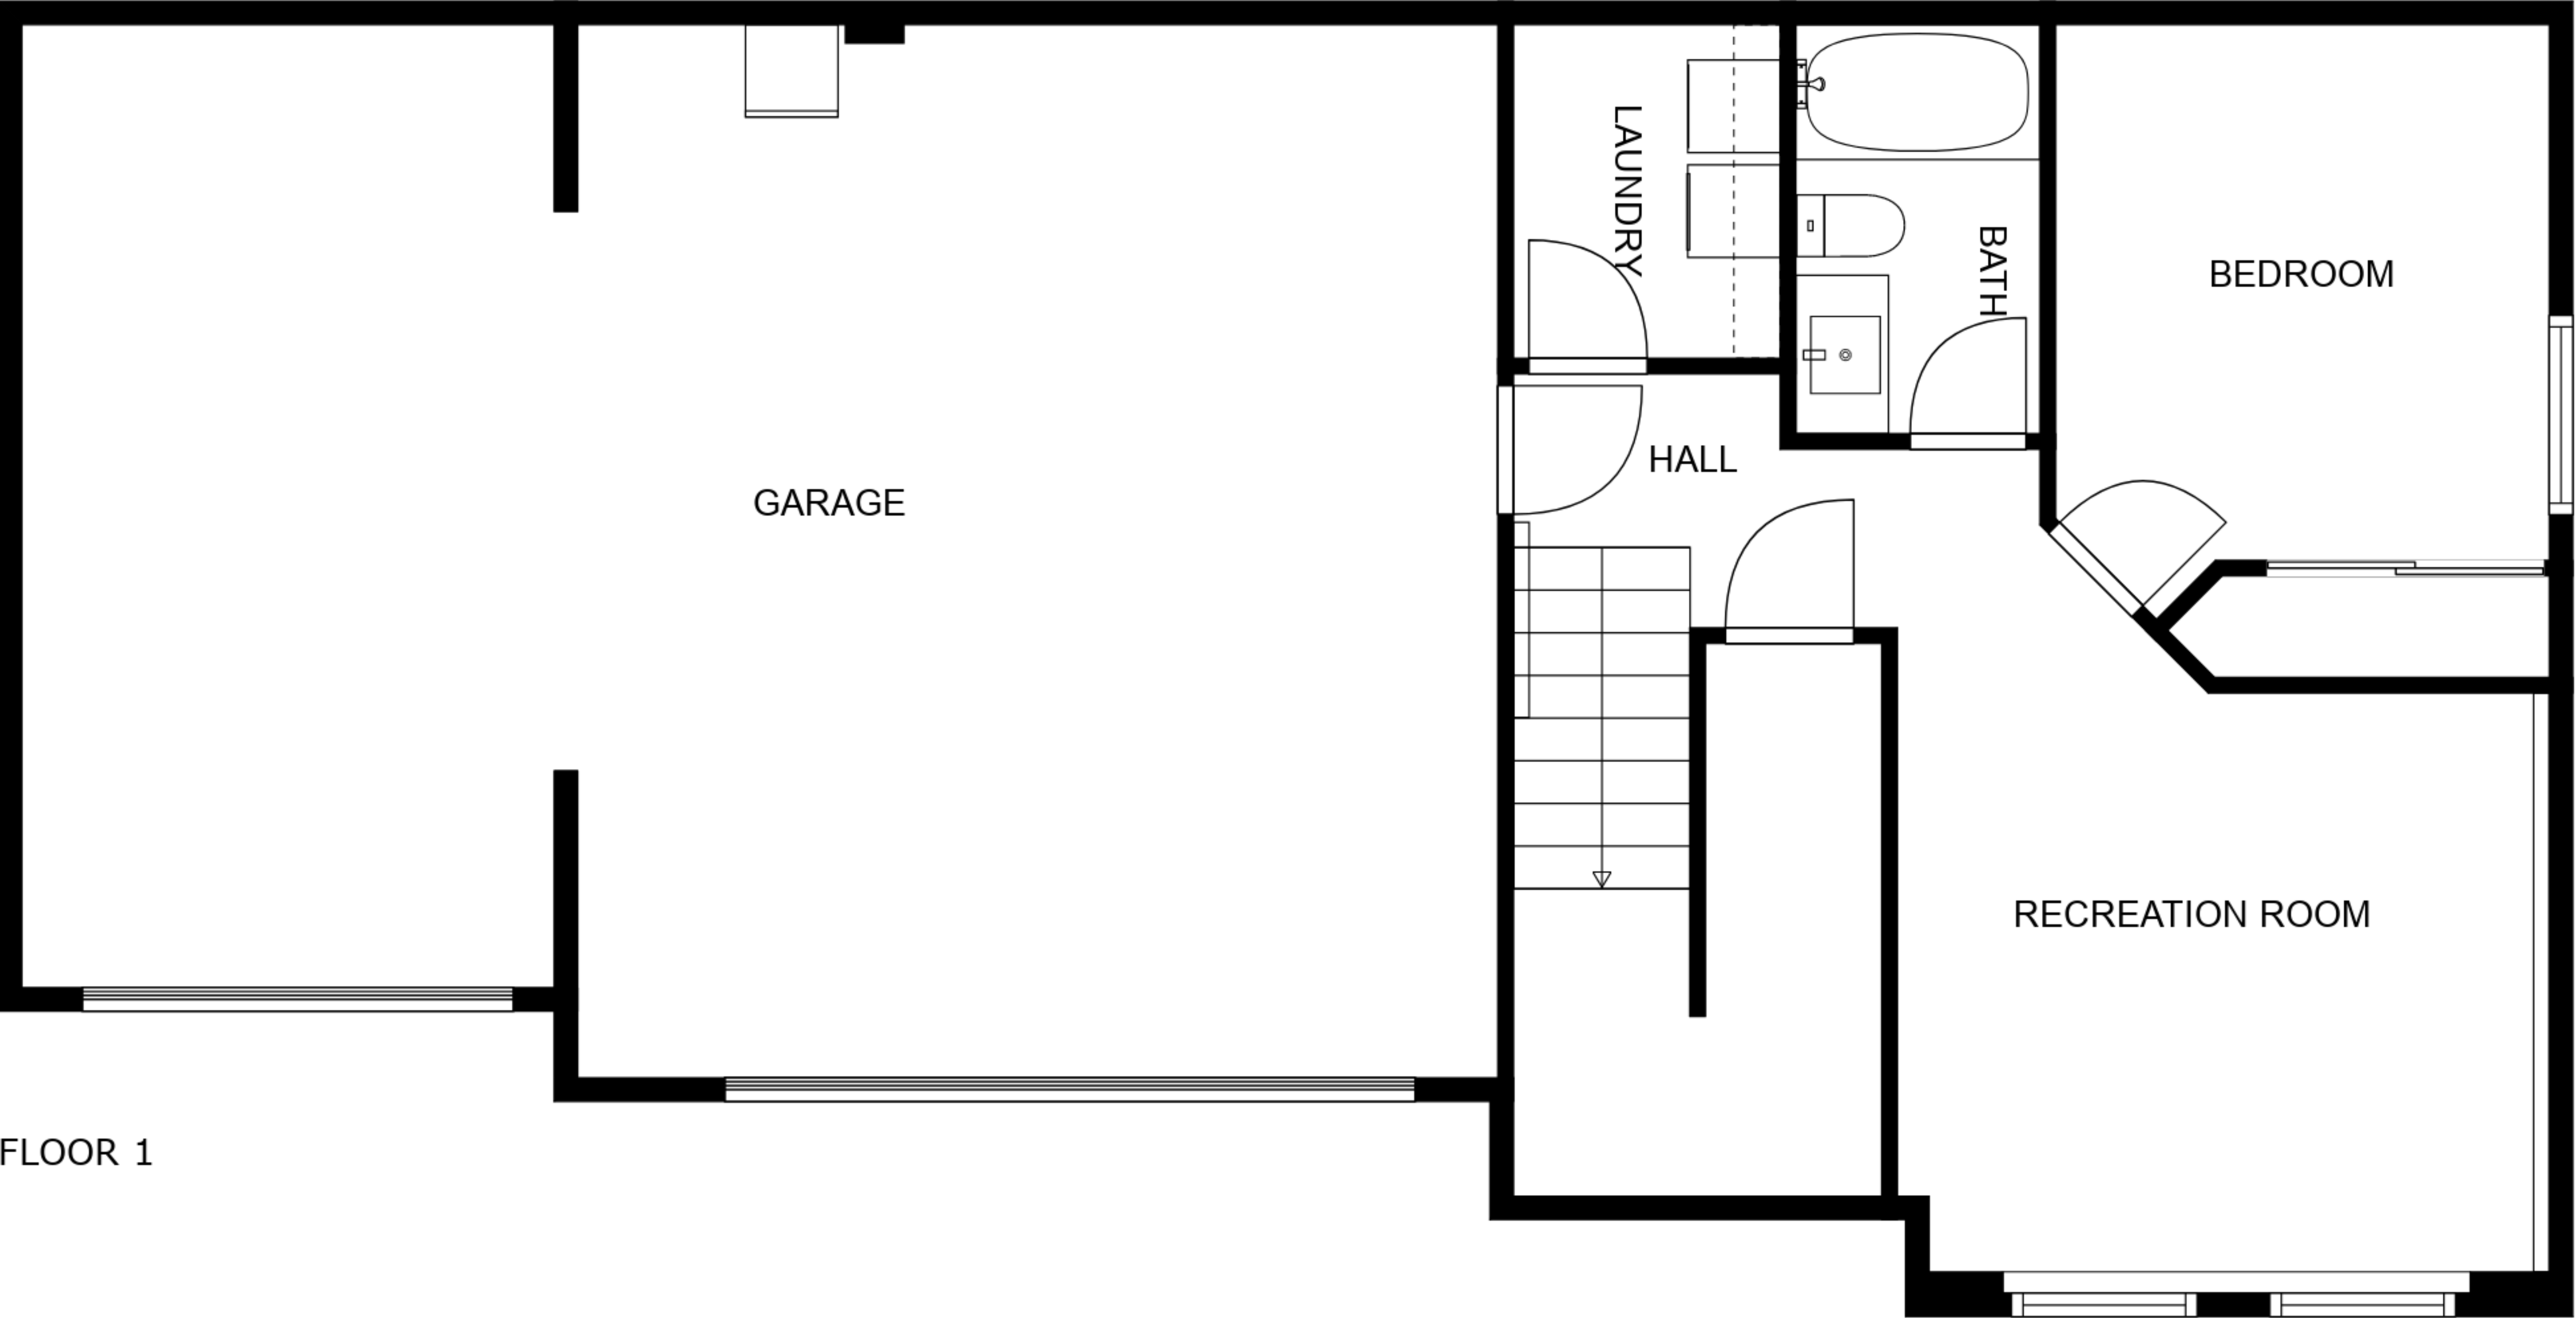 LAUNDRY
BATH
BEDROOM
HALL
GARAGE
RECREATION ROOM
FLOOR 1